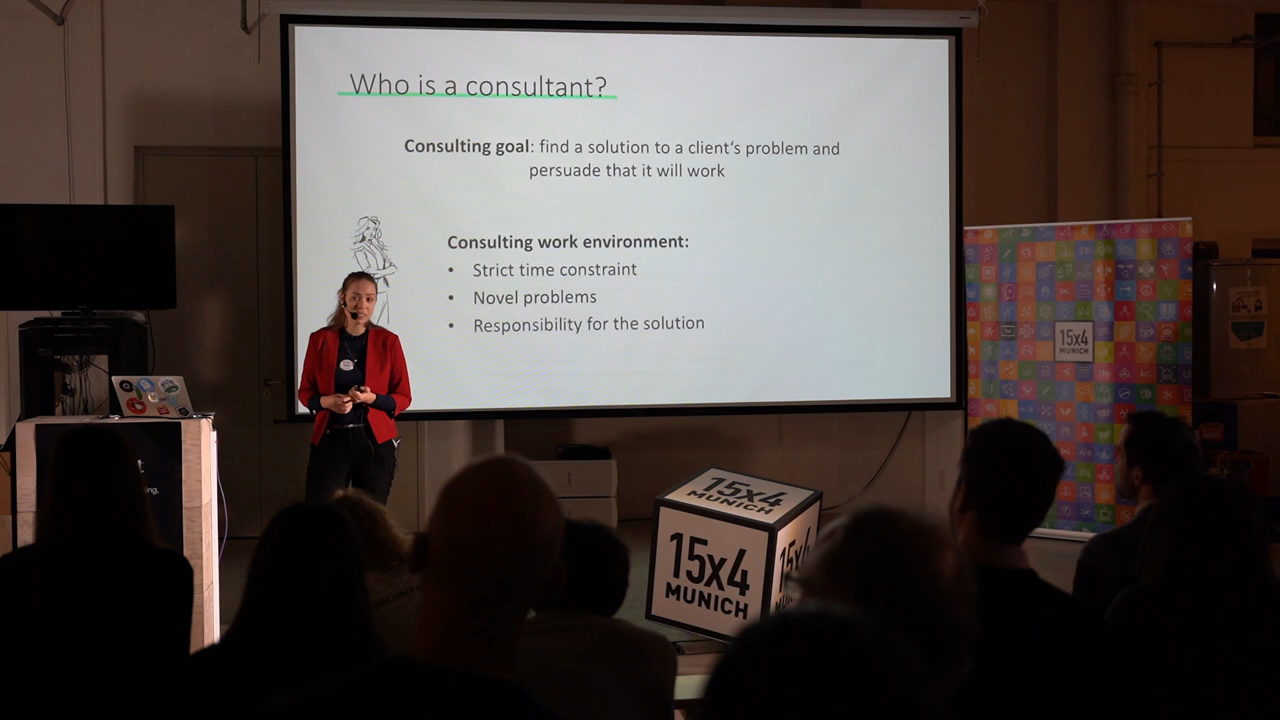 Who is a consultant?
Consulting goal: find a solution to a client's problem and
persuade that it will work
Consulting work environment:
• Strict time constraint
• Novel problems
• Responsibility for the solution
15x4
MUNICH
15x4
MUNICH
15x4
MUNICH
15x4